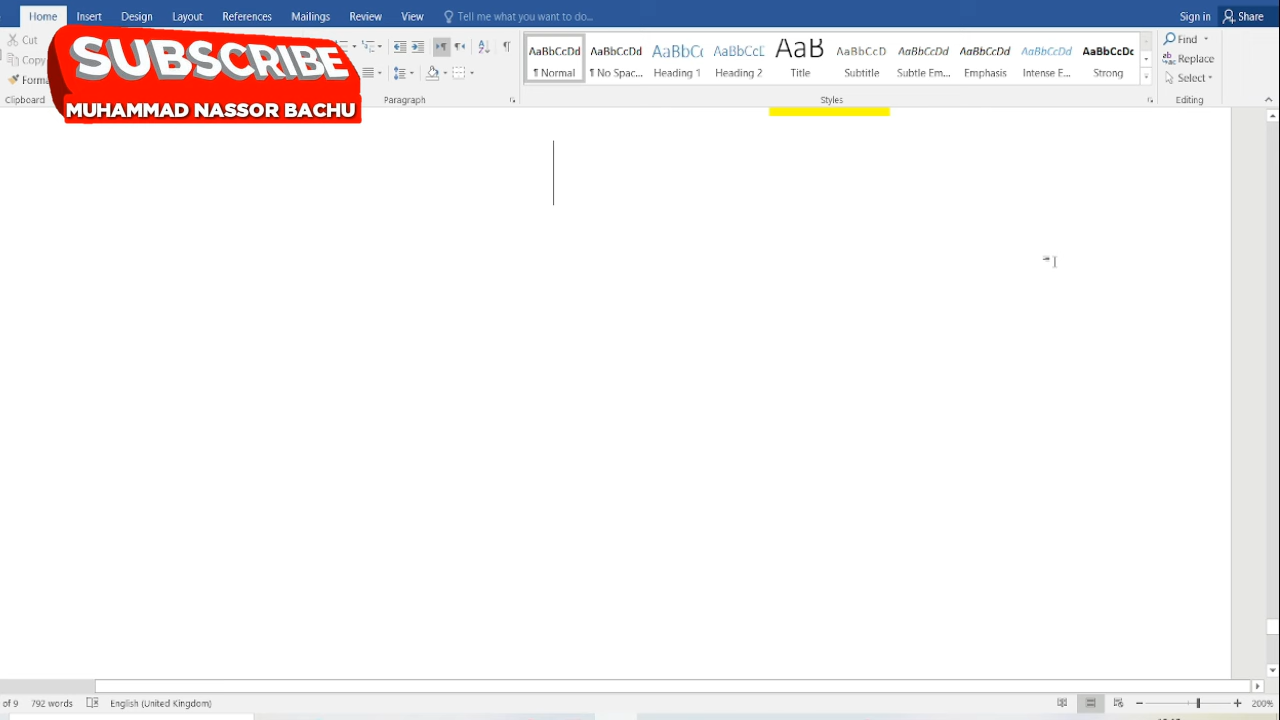 Home Insert Design Layout References Mailings Review View Tell me what you want to do... Sign in Share
SUBSCRIBE
MUHAMMAD NASSOR BACHU
Cut
Copy
Forma
Clipboard
Paragraph
AaBbCcDd AaBbCcDd AaBbCc AaBbCcD AaB AaBbCcD AaBbCcDd AaBbCcDd AaBbCcDd AaBbCcDc
¶ Normal ¶ No Spac... Heading 1 Heading 2 Title Subtitle Subtle Em... Emphasis Intense E... Strong
Styles
Find
Replace
Select
Editing
of 9 792 words English (United Kingdom) 200%